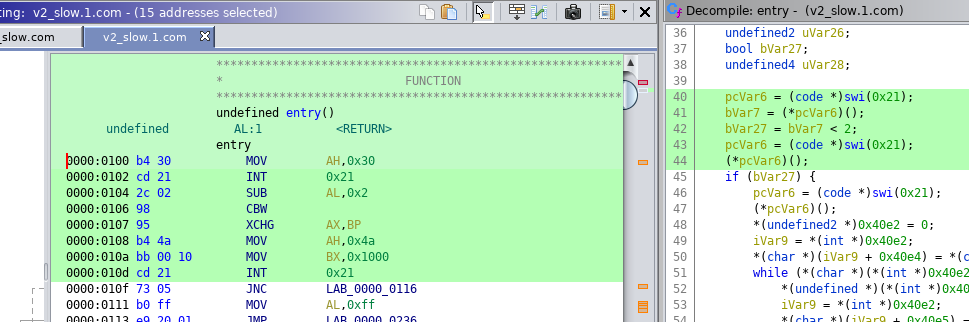 ting: v2_slow.1.com - (15 addresses selected)
_slow.com
v2_slow.1.com
*********************************************************
* FUNCTION
*********************************************************
undefined entry()
undefined AL:1 <RETURN>
entry
0000:0100 b4 30 MOV AH,0x30
0000:0102 cd 21 INT 0x21
0000:0104 2c 02 SUB AL,0x2
0000:0106 98 CBW
0000:0107 95 XCHG AX,BP
0000:0108 b4 4a MOV AH,0x4a
0000:010a bb 00 10 MOV BX,0x1000
0000:010d cd 21 INT 0x21
0000:010f 73 05 JNC LAB_0000_0116
0000:0111 b0 ff MOV AL,0xff
0000:0113 e9 20 01 JMP LAB_0000_0236
Decompile: entry - (v2_slow.1.com)
36 undefined2 uVar26;
37 bool bVar27;
38 undefined4 uVar28;
39
40 pcVar6 = (code *)swi(0x21);
41 bVar7 = (*pcVar6)();
42 bVar27 = bVar7 < 2;
43 pcVar6 = (code *)swi(0x21);
44 (*pcVar6)();
45 if (bVar27) {
46 pcVar6 = (code *)swi(0x21);
47 (*pcVar6)();
48 *(undefined2 *)0x40e2 = 0;
49 iVar9 = *(int *)0x40e2;
50 *(char *)(iVar9 + 0x40e4) = *(c
51 while (*(char *)(*(int *)0x40e2
52 *(undefined *)(*(int *)0x40
53 iVar9 = *(int *)0x40e2;
54 *(char *)(iVar9 + 0x40e5) =